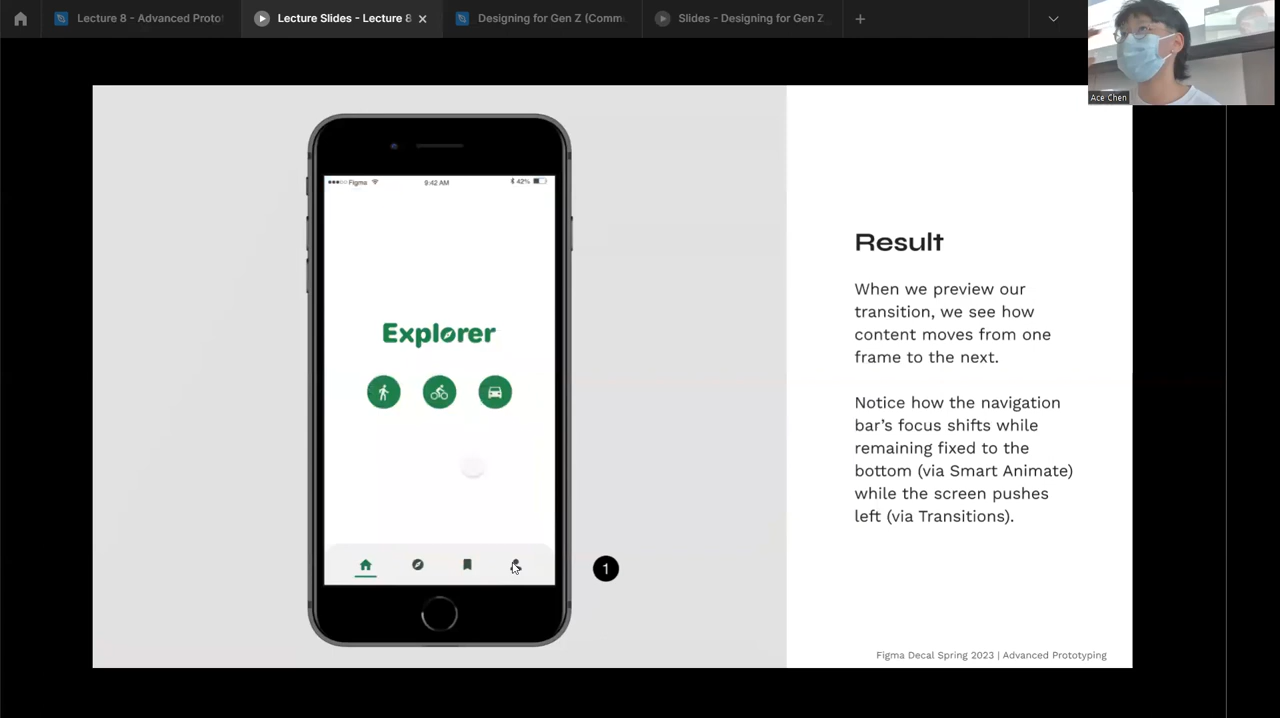 Lecture 8 - Advanced Proto
Lecture Slides - Lecture 8
Designing for Gen Z (Comm
Slides - Designing for Gen Z
Ace Chen
Figma
9:42 AM
42%
Explorer
1
Result
When we preview our
transition, we see how
content moves from one
frame to the next.
Notice how the navigation
bar’s focus shifts while
remaining fixed to the
bottom (via Smart Animate)
while the screen pushes
left (via Transitions).
Figma Decal Spring 2023 | Advanced Prototyping